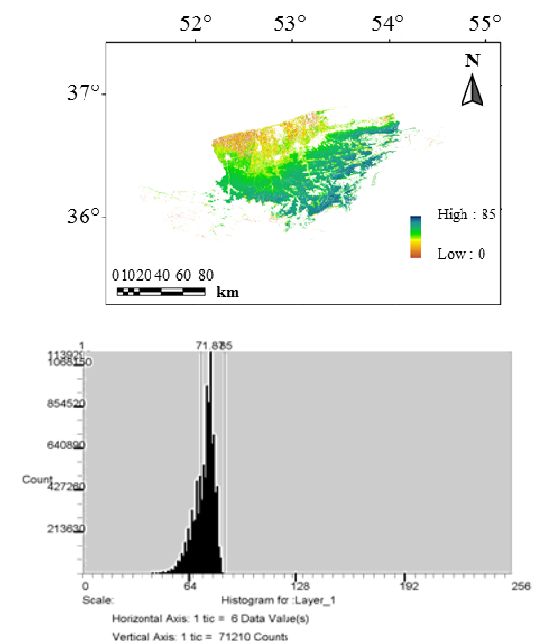 52° 53° 54° 55°
N
37°
36°
High : 85
Low : 0
0 10 20 40 60 80
km
1 85
1068150
854520
640890
Count
427260
213630
0 64 128 192 256
Scale: Histogram for :Layer_1
Horizontal Axis: 1 tic = 6 Data Value(s)
Vertical Axis: 1 tic = 71210 Counts